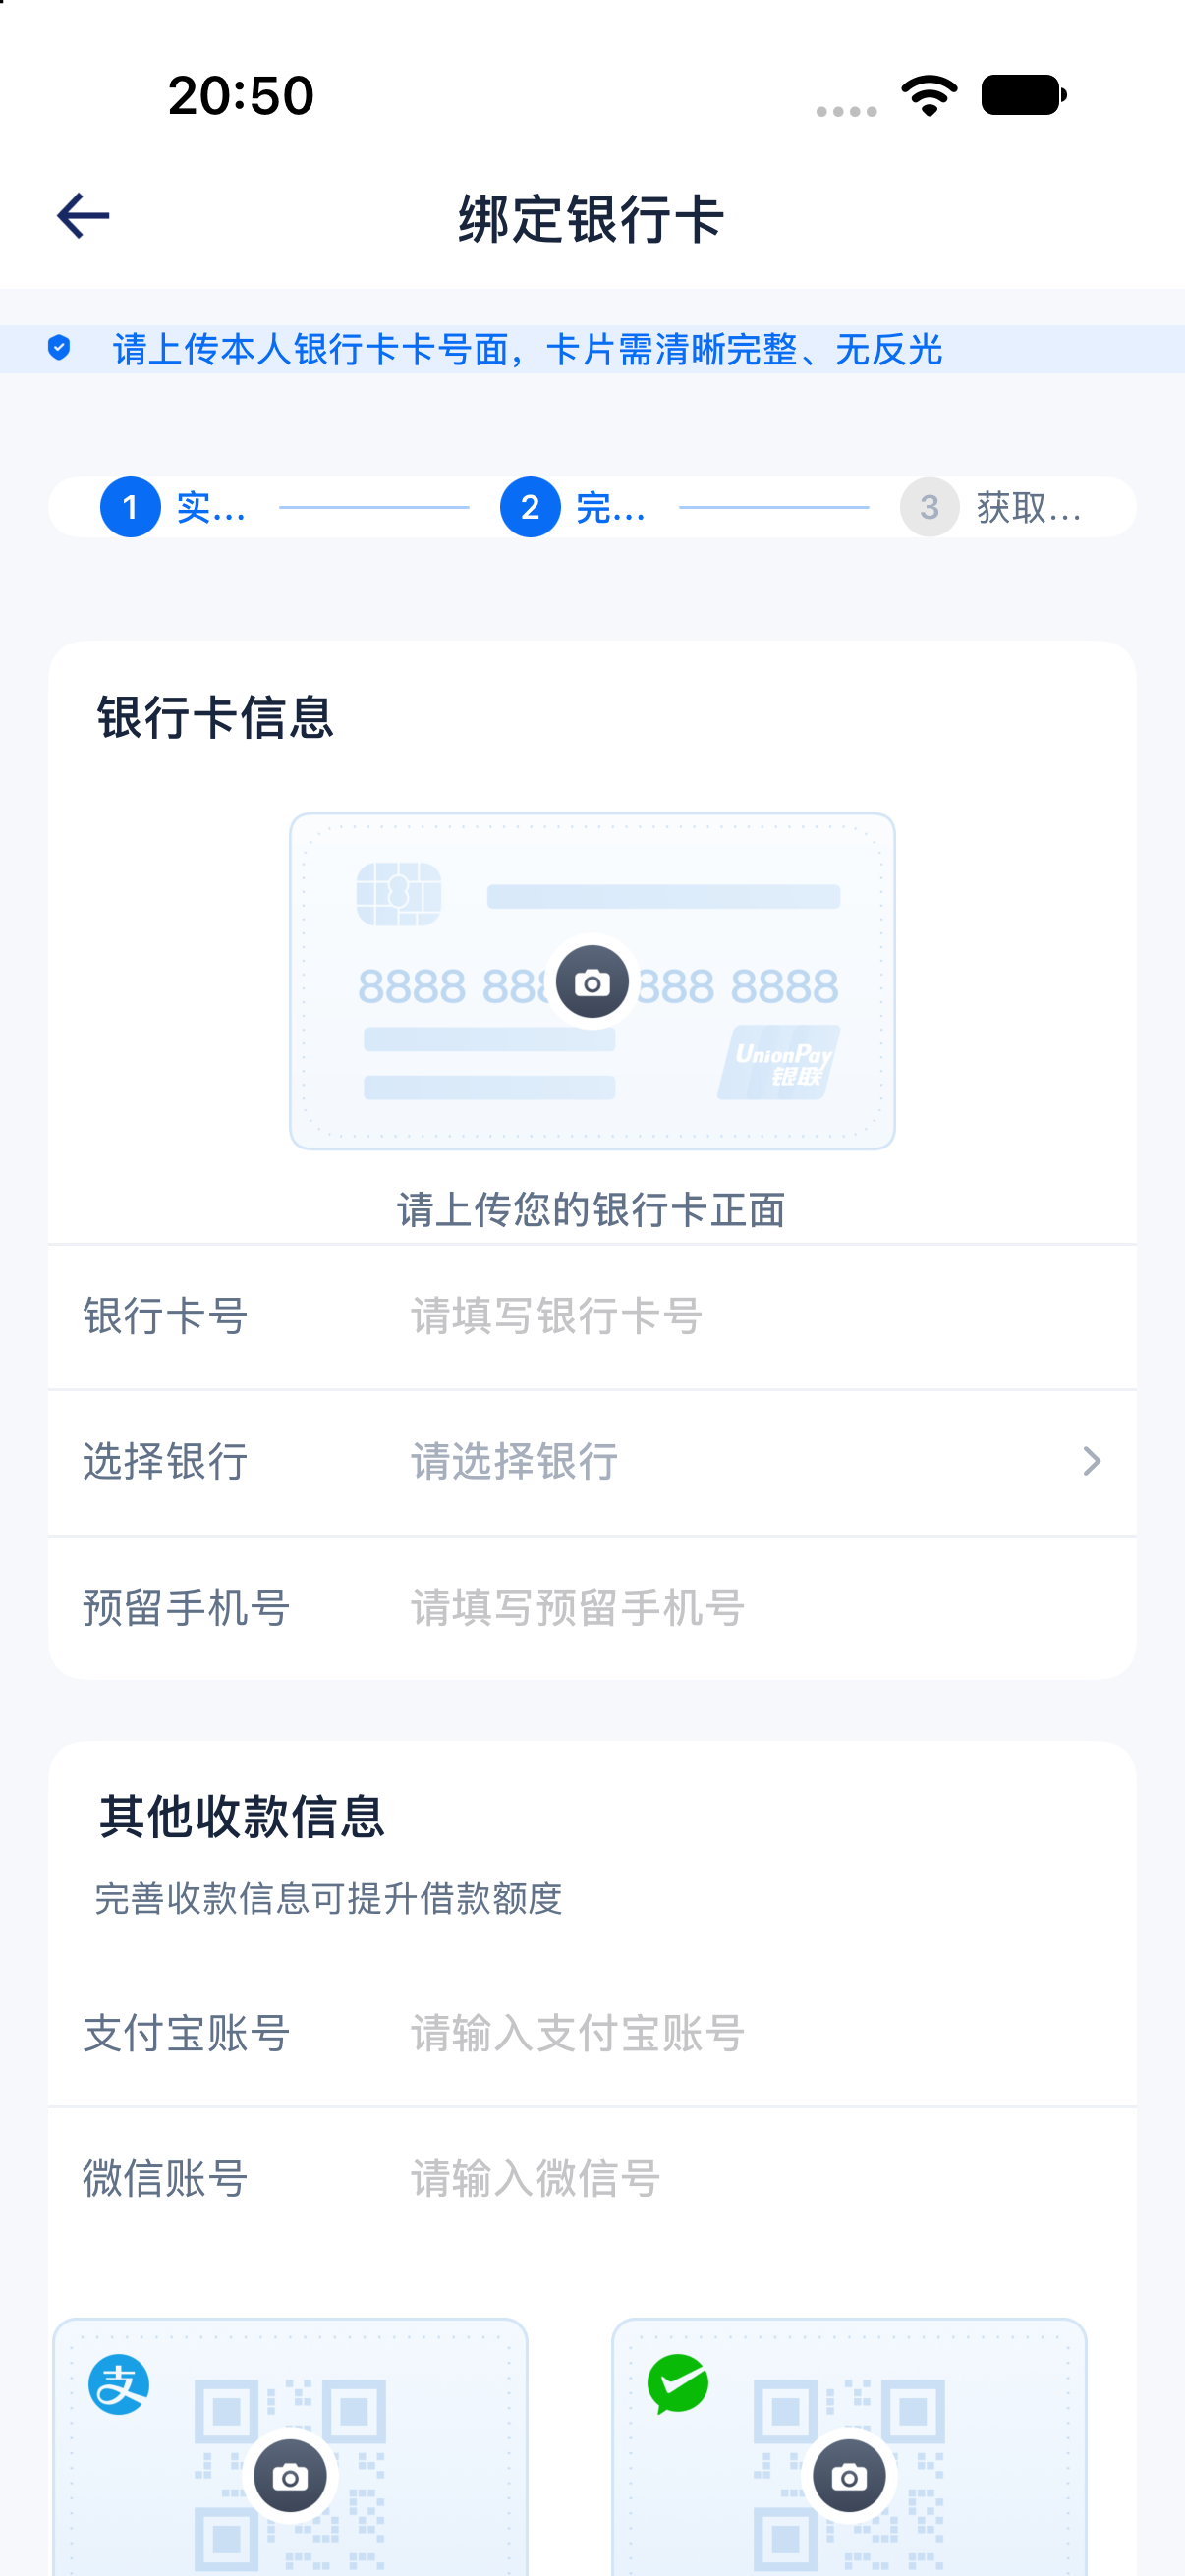 20:50
绑定银行卡
请上传本人银行卡卡号面，卡片需清晰完整、无反光
1 实... 2 完... 3 获取...
银行卡信息
8888 888 888 8888
UnionPay
银联
请上传您的银行卡正面
银行卡号 请填写银行卡号
选择银行 请选择银行
预留手机号 请填写预留手机号
其他收款信息
完善收款信息可提升借款额度
支付宝账号 请输入支付宝账号
微信账号 请输入微信号
支